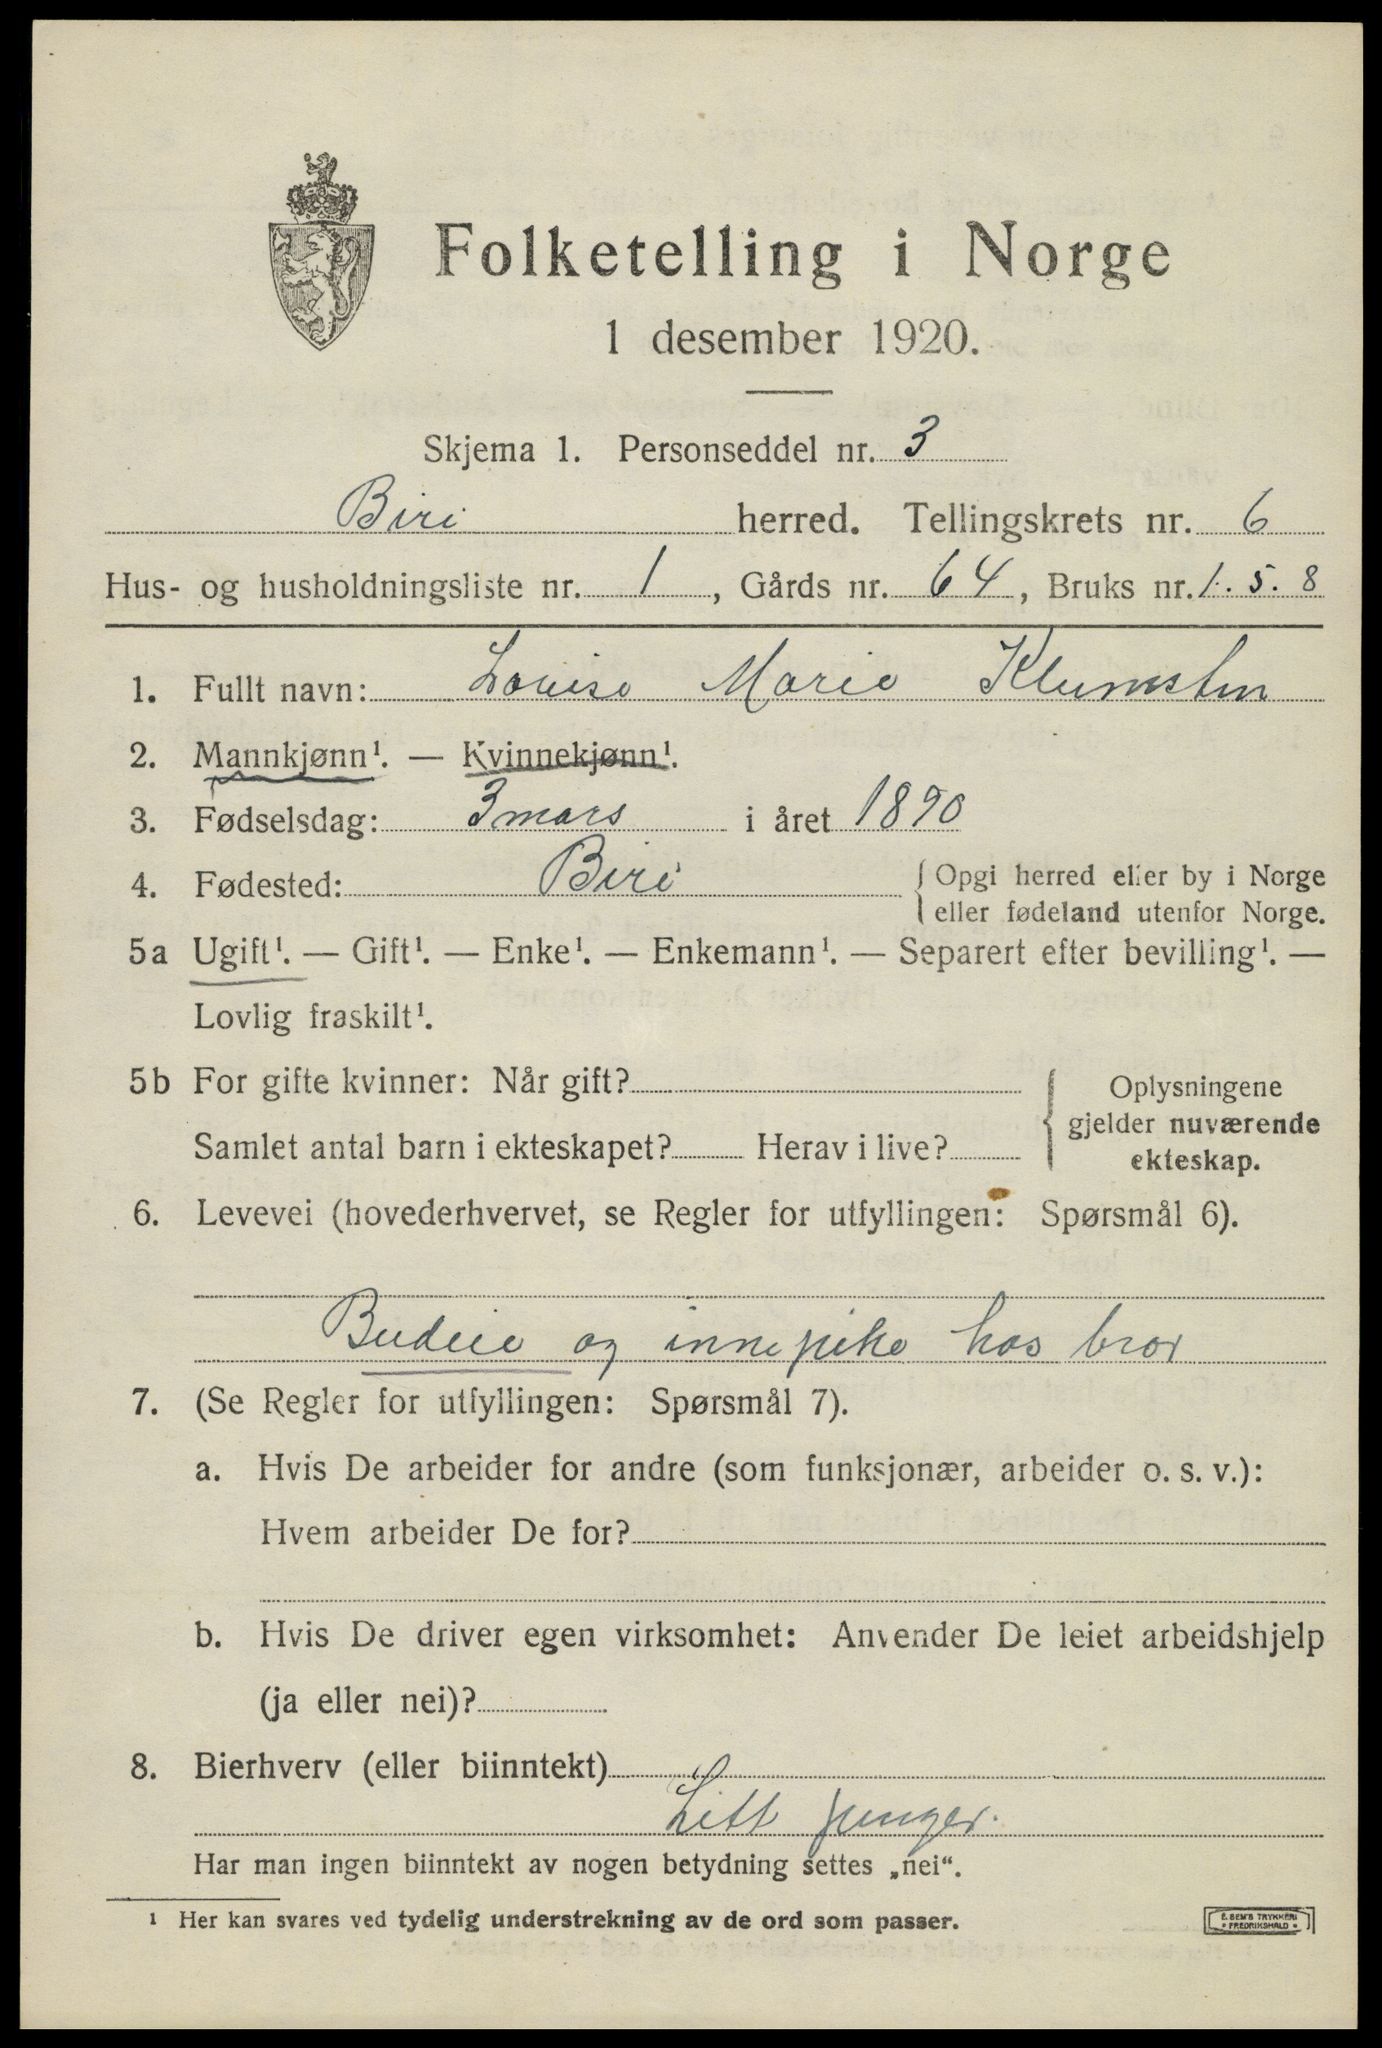 Folketelling i Norge
1 desember 1920.
Skjema 1. Personseddel nr. 3
Biri herred. Tellingskrets nr. 6
Hus- og husholdningsliste nr. 1, Gårds nr. 64, Bruks nr. 1. 5. 8
1. Fullt navn: Louise Marie Klumsten
2. Mannkjønn¹. — Kvinnekjønn¹.
3. Fødselsdag: 3 mars i året 1890
4. Fødested: Biri {Opgi herred eller by i Norge
eller fødeland utenfor Norge.
5a Ugift¹. — Gift¹. — Enke¹. — Enkemann¹. — Separert efter bevilling¹. —
Lovlig fraskilt¹.
5b For gifte kvinner: Når gift? {Oplysningene
gjelder nuværende
ekteskap.
Samlet antal barn i ekteskapet? Herav i live?
6. Levevei (hovederhvervet, se Regler for utfyllingen: Spørsmål 6).
Budeie og innepike hos bror
7. (Se Regler for utfyllingen: Spørsmål 7).
a. Hvis De arbeider for andre (som funksjonær, arbeider o. s. v.):
Hvem arbeider De for?
b. Hvis De driver egen virksomhet: Anvender De leiet arbeidshjelp
(ja eller nei)?
8. Bierhverv (eller biinntekt)
Litt penger.
Har man ingen biinntekt av nogen betydning settes „nei“.
¹ Her kan svares ved tydelig understrekning av de ord som passer.
E. SEM'S TRYKKERI
FREDRIKSHALD